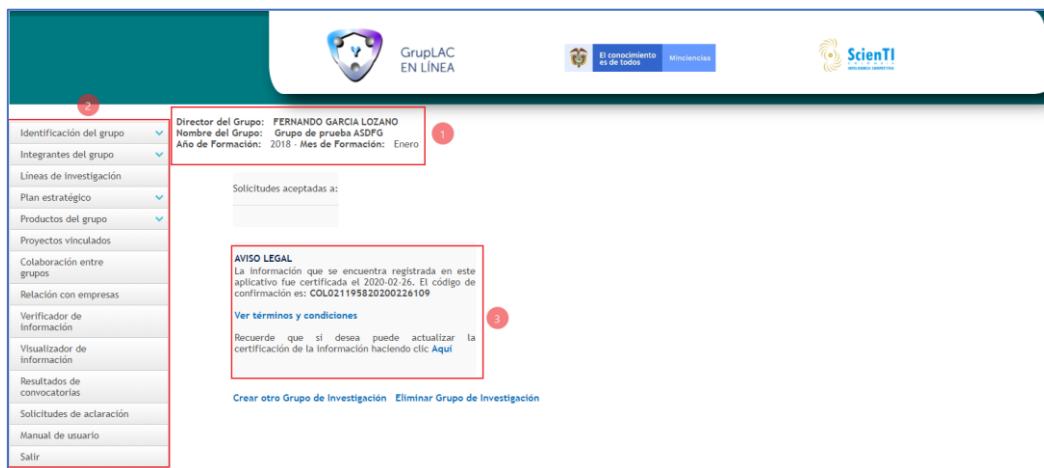 GrupLAC
EN LÍNEA
El conocimiento
es de todos
Minciencias
ScienTI
COLOMBIA
INTELIGENCIA COMPETITIVA
2
Identificación del grupo
Integrantes del grupo
Líneas de investigación
Plan estratégico
Productos del grupo
Proyectos vinculados
Colaboración entre
grupos
Relación con empresas
Verificador de
información
Visualizador de
información
Resultados de
convocatorias
Solicitudes de aclaración
Manual de usuario
Salir
Director del Grupo: FERNANDO GARCIA LOZANO
Nombre del Grupo: Grupo de prueba ASDFG
Año de Formación: 2018 - Mes de Formación: Enero
1
Solicitudes aceptadas a:
AVISO LEGAL
La información que se encuentra registrada en este
aplicativo fue certificada el 2020-02-26. El código de
confirmación es: COL021195820200226109
Ver términos y condiciones
Recuerde que si desea puede actualizar la
certificación de la información haciendo clic Aquí
3
Crear otro Grupo de Investigación Eliminar Grupo de Investigación